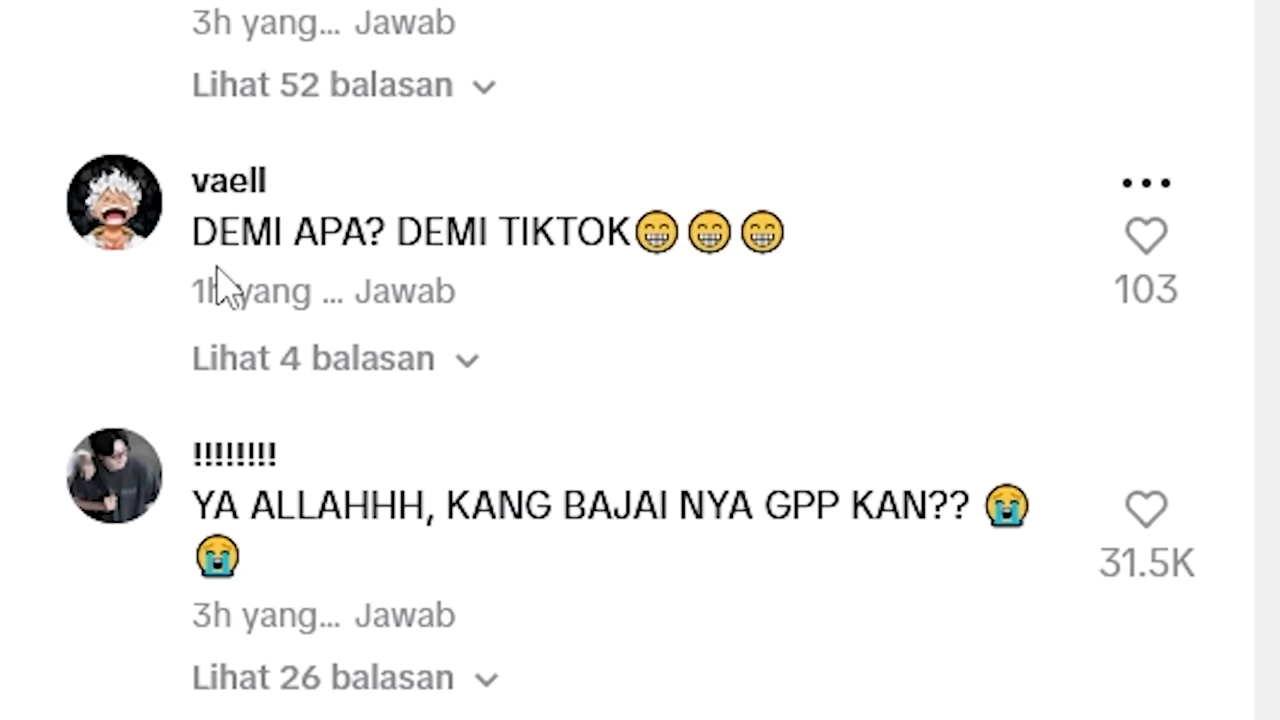 3h yang... Jawab
Lihat 52 balasan
vaell
DEMI APA? DEMI TIKTOK😁😁😁
1h yang ... Jawab
103
Lihat 4 balasan
!!!!!!!!
YA ALLAHHH, KANG BAJAI NYA GPP KAN?? 😭
😭
31.5K
3h yang... Jawab
Lihat 26 balasan